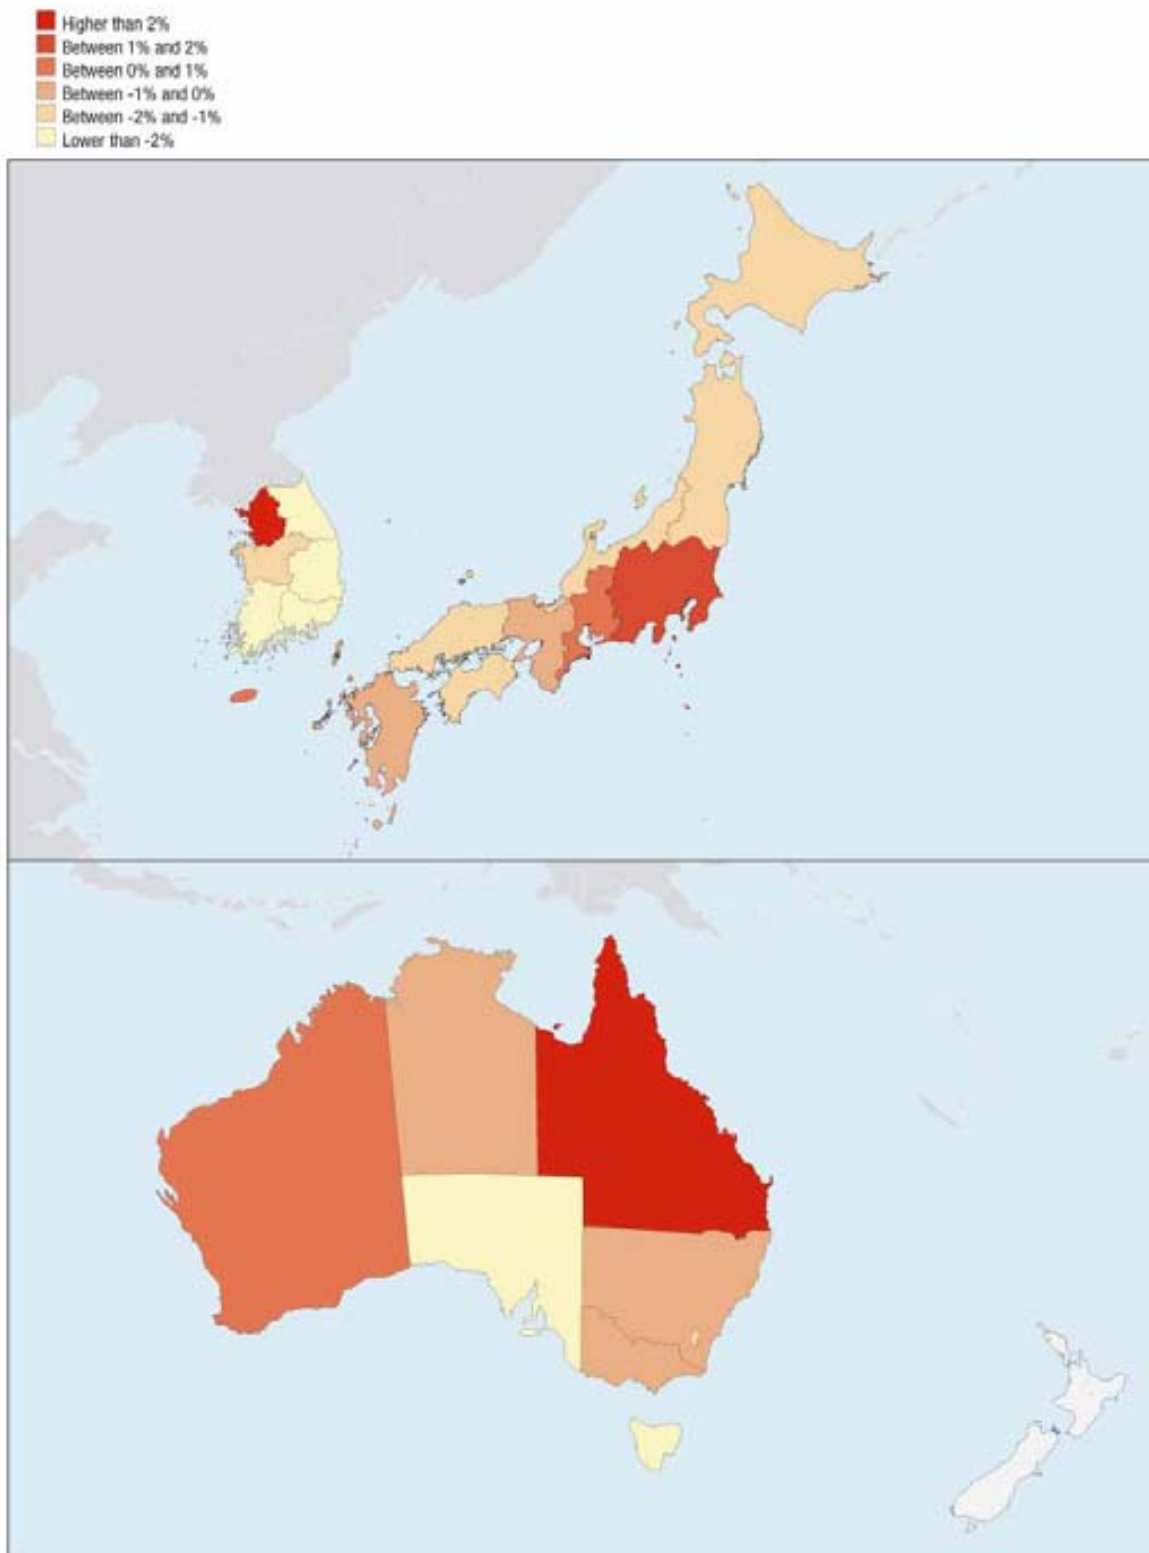 Higher than 2%
Between 1% and 2%
Between 0% and 1%
Between -1% and 0%
Between -2% and -1%
Lower than -2%